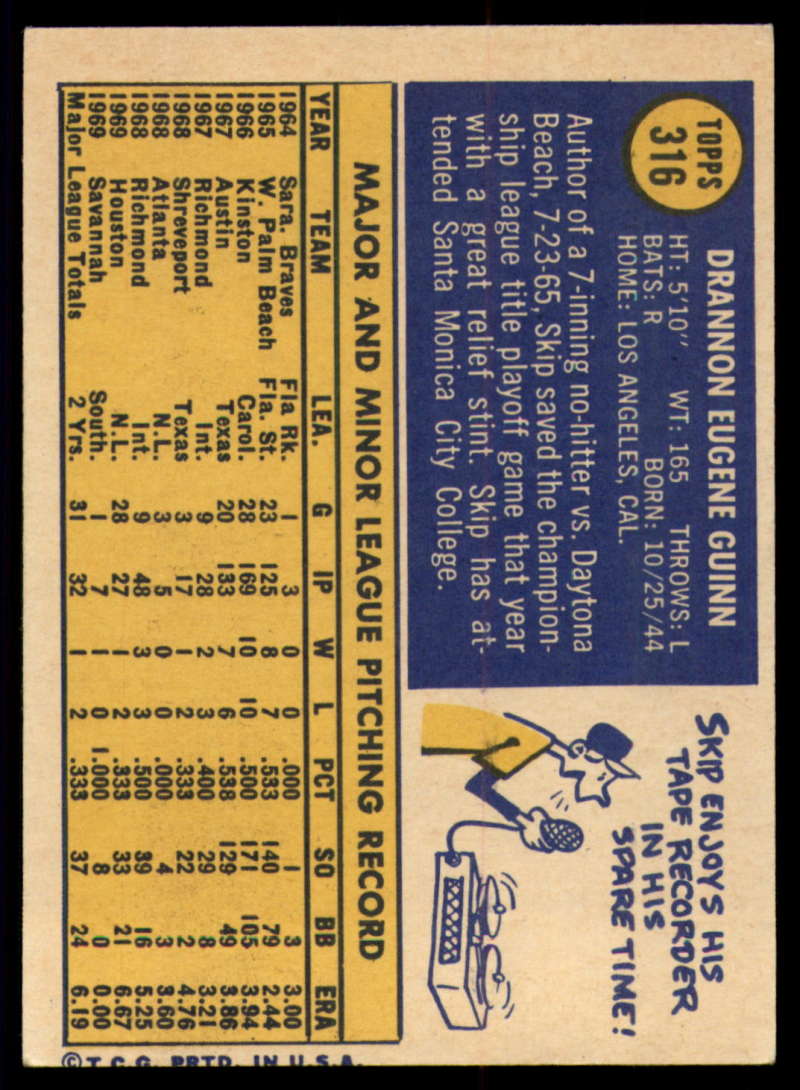 TOPPS
316
DRANNON EUGENE GUINN
HT: 5'10" WT: 165 THROWS: L
BATS: R BORN: 10/25/44
HOME: LOS ANGELES, CAL.
Author of a 7-inning no-hitter vs. Daytona
Beach, 7-23-65, Skip saved the champion-
ship league title playoff game that year
with a great relief stint. Skip has at-
tended Santa Monica City College.
SKIP ENJOYS HIS
TAPE RECORDER
IN HIS
SPARE TIME!
MAJOR AND MINOR LEAGUE PITCHING RECORD
YEAR TEAM LEA. G IP W L PCT SO BB ERA
1964 Sara. Braves Fla Rk. 1 3 0 0 .000 1 3 3.00
1965 W. Palm Beach Fla. St. 23 125 8 7 .533 140 79 2.44
1966 Kinston Carol. 28 169 10 10 .500 171 105 3.94
1967 Austin Texas 20 133 7 6 .538 129 49 3.86
1967 Richmond Int. 9 28 2 3 .400 29 8 3.21
1968 Shreveport Texas 3 17 1 2 .333 22 2 4.76
1968 Atlanta N.L. 3 5 0 0 .000 4 3 3.60
1968 Richmond Int. 9 48 3 3 .500 39 16 5.25
1969 Houston N.L. 28 27 1 2 .333 33 21 6.67
1969 Savannah South. 1 7 1 0 1.000 8 0 0.00
Major League Totals 2 Yrs. 31 32 1 2 .333 37 24 6.19
© T.C.G. PRTD. IN U.S.A.